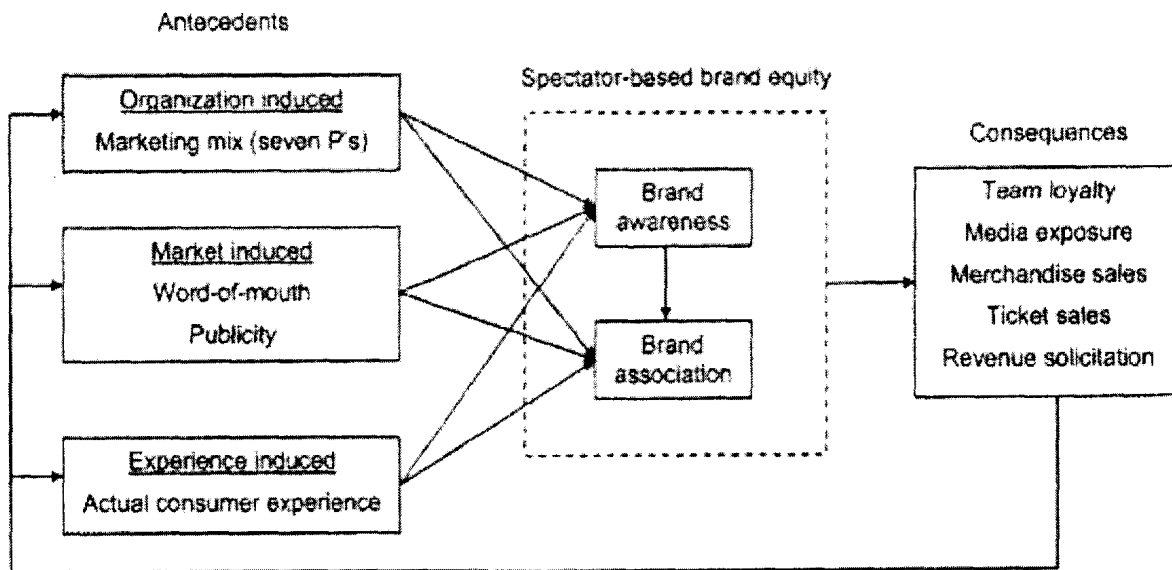 Antecedents
Organization induced
Marketing mix (seven P's)
Market induced
Word-of-mouth
Publicity
Experience induced
Actual consumer experience
Spectator-based brand equity
Brand
awareness
Brand
association
Consequences
Team loyalty
Media exposure
Merchandise sales
Ticket sales
Revenue solicitation